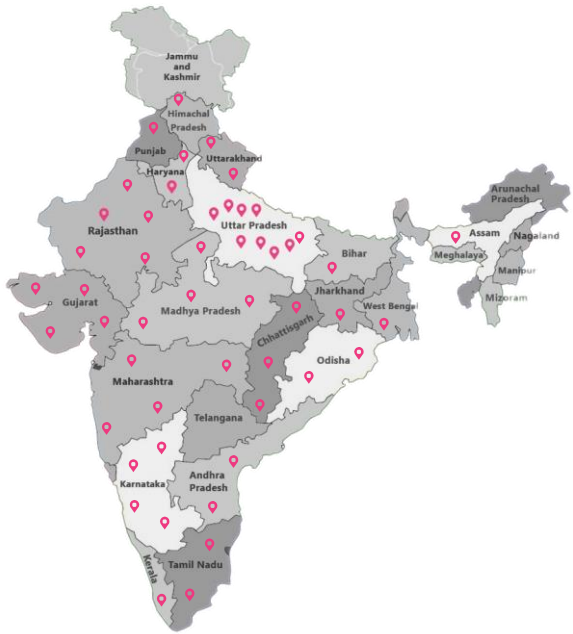 Jammu
and
Kashmir
Himachal
Pradesh
Punjab
Uttarakhand
Haryana
Arunachal
Pradesh
Rajasthan
Uttar Pradesh
Assam
Nagaland
Bihar
Meghalaya
Manipur
Gujarat
Madhya Pradesh
Jharkhand
West Bengal
Mizoram
Chhattisgarh
Odisha
Maharashtra
Telangana
Karnataka
Andhra
Pradesh
Kerala
Tamil Nadu